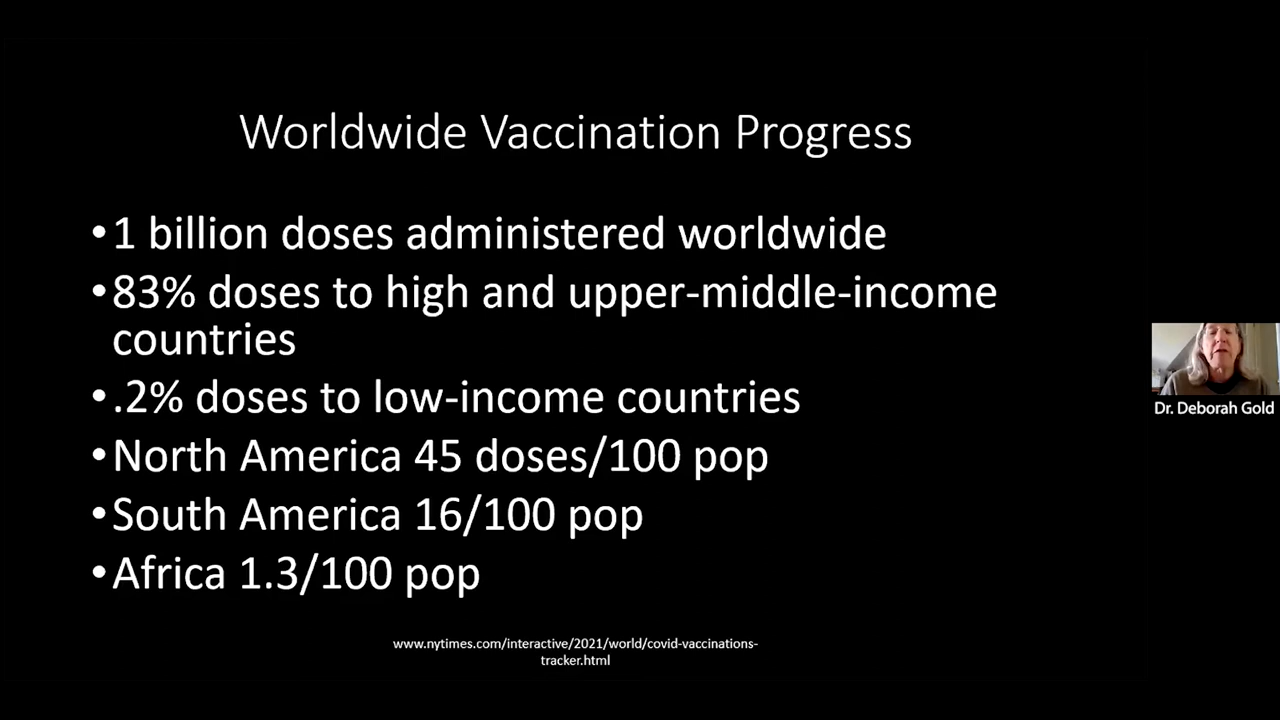 Worldwide Vaccination Progress
•1 billion doses administered worldwide
•83% doses to high and upper-middle-income
countries
•.2% doses to low-income countries
•North America 45 doses/100 pop
•South America 16/100 pop
•Africa 1.3/100 pop
www.nytimes.com/interactive/2021/world/covid-vaccinations-
tracker.html
Dr. Deborah Gold